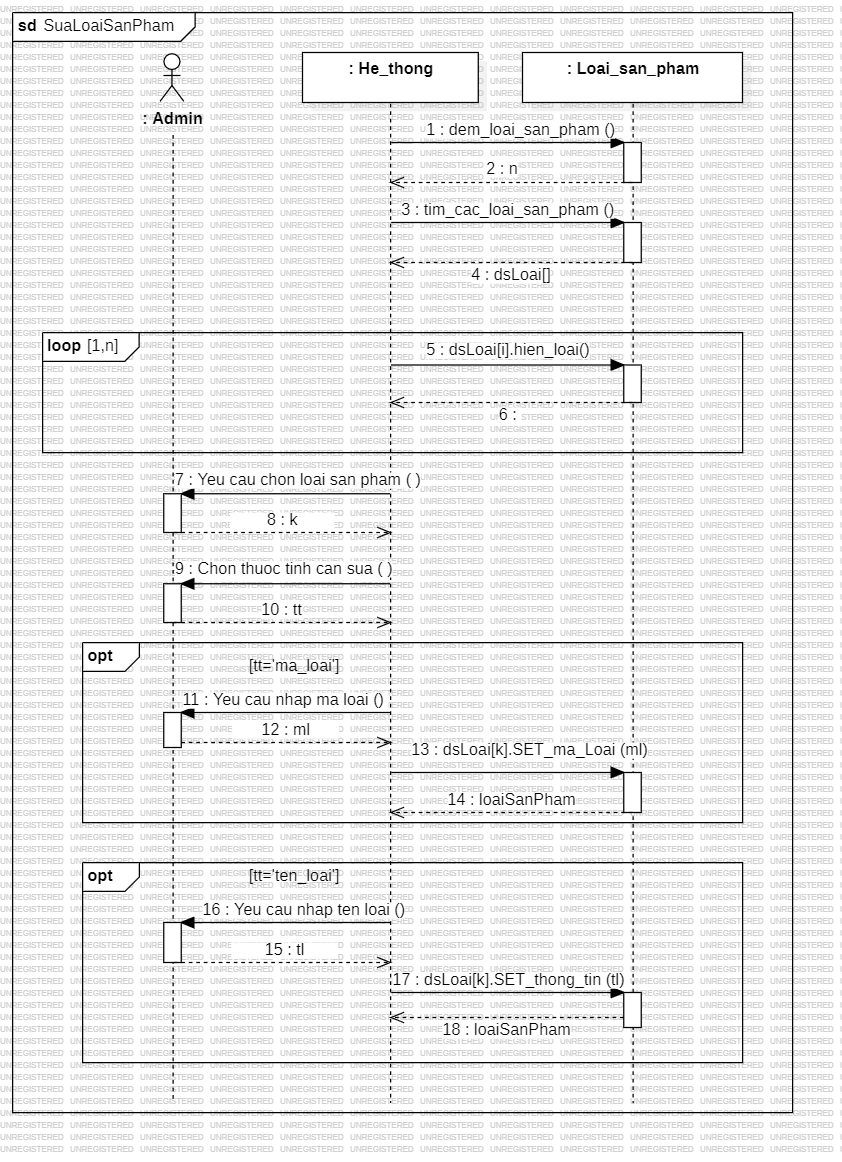 sd SuaLoaiSanPham
: Admin
: He_thong
: Loai_san_pham
1 : dem_loai_san_pham ()
2 : n
3 : tim_cac_loai_san_pham ()
4 : dsLoai[]
loop [1,n]
5 : dsLoai[i].hien_loai()
6 :
7 : Yeu cau chon loai san pham ( )
8 : k
9 : Chon thuoc tinh can sua ( )
10 : tt
opt
[tt='ma_loai']
11 : Yeu cau nhap ma loai ()
12 : ml
13 : dsLoai[k].SET_ma_Loai (ml)
14 : loaiSanPham
opt
[tt='ten_loai']
16 : Yeu cau nhap ten loai ()
15 : tl
17 : dsLoai[k].SET_thong_tin (tl)
18 : loaiSanPham
UNREGISTERED